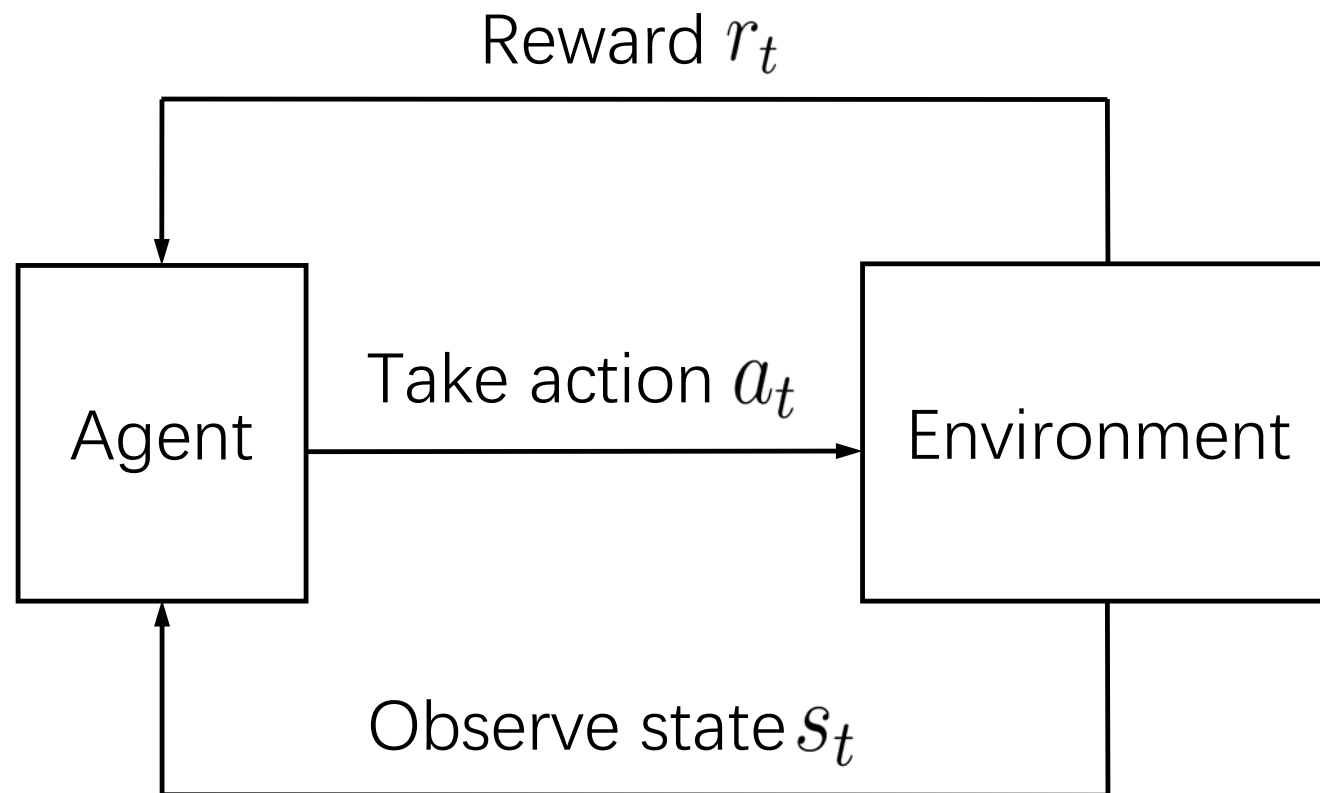 Reward r_t
Take action a_t
Agent
Environment
Observe state s_t